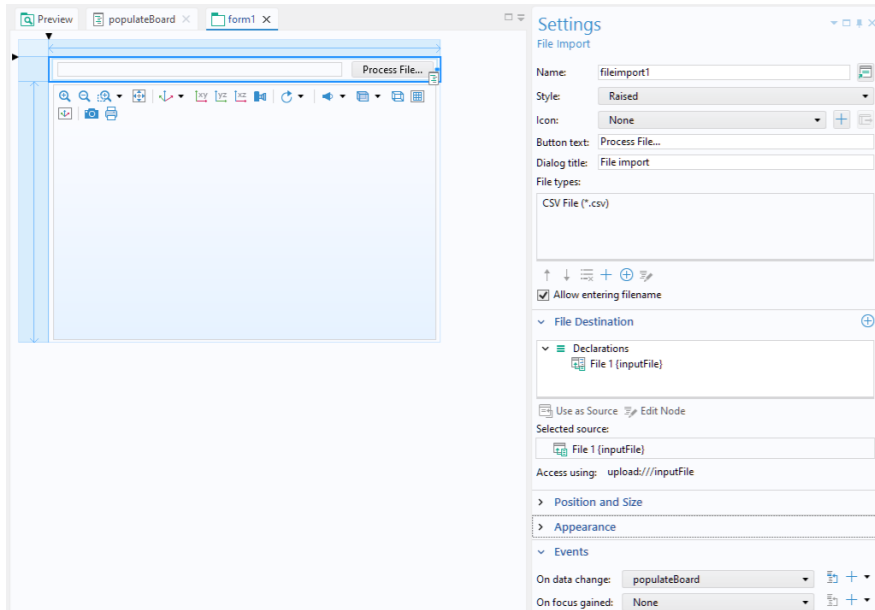 Preview
populateBoard
form1
Process File...
xy
yz
xz
Settings
File Import
Name: fileimport1
Style: Raised
Icon: None
Button text: Process File...
Dialog title: File import
File types:
CSV File (*.csv)
Allow entering filename
File Destination
Declarations
File 1 {inputFile}
Use as Source Edit Node
Selected source:
File 1 {inputFile}
Access using: upload:///inputFile
Position and Size
Appearance
Events
On data change: populateBoard
On focus gained: None